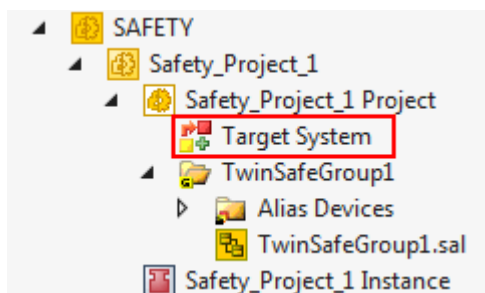 SAFETY
Safety_Project_1
Safety_Project_1 Project
Target System
TwinSafeGroup1
Alias Devices
TwinSafeGroup1.sal
Safety_Project_1 Instance